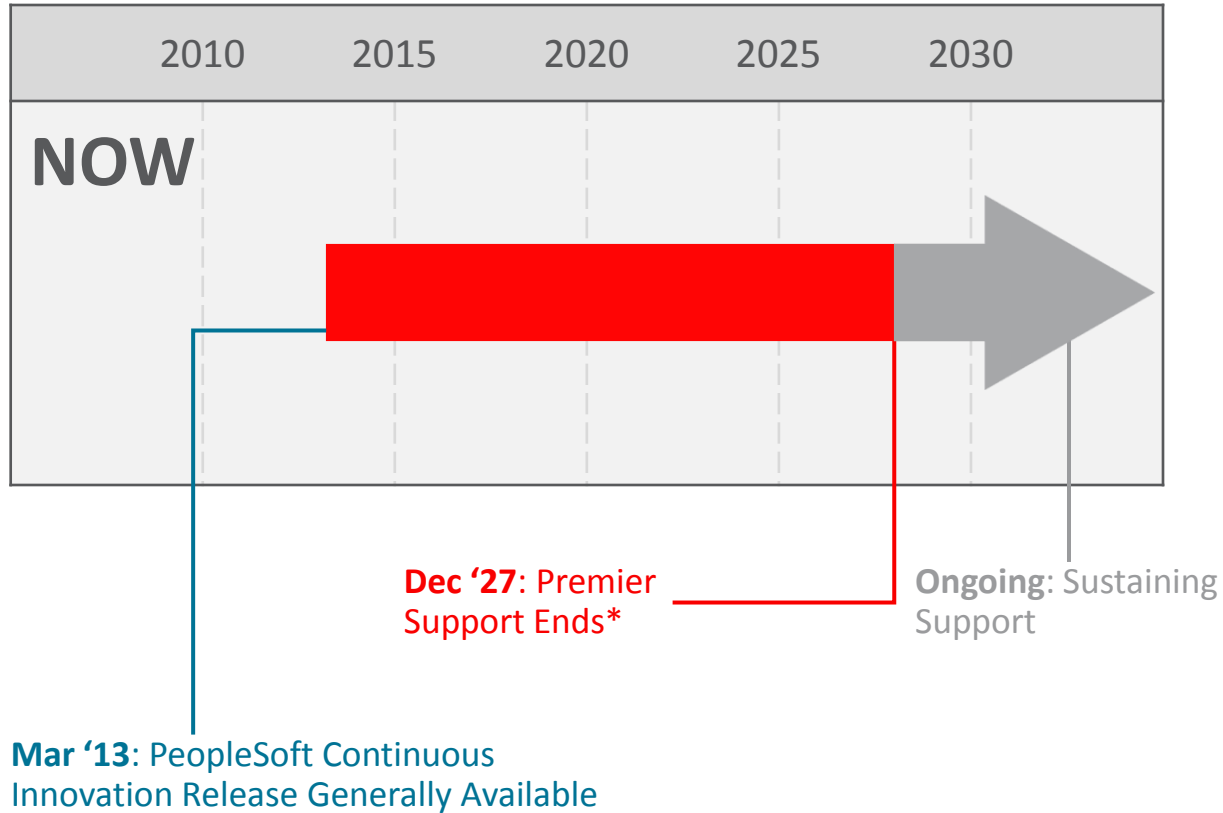 2010 2015 2020 2025 2030
NOW
Dec ‘27: Premier
Support Ends*
Ongoing: Sustaining
Support
Mar ‘13: PeopleSoft Continuous
Innovation Release Generally Available